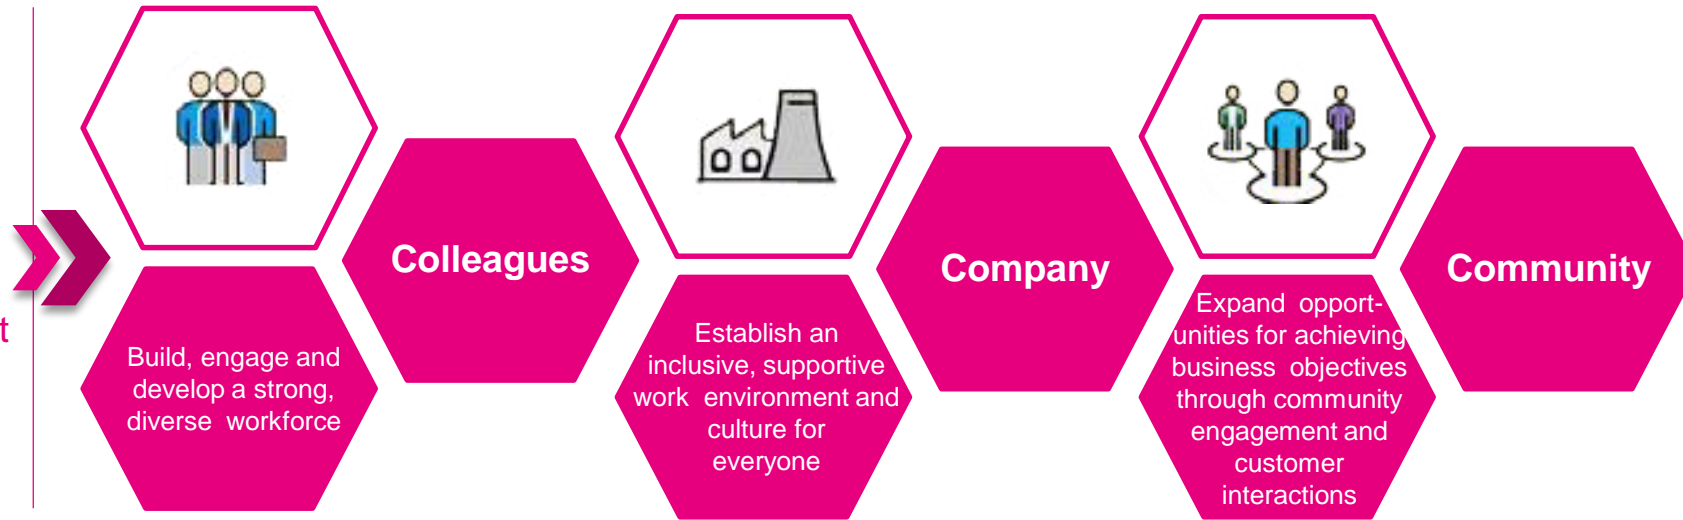 t
Colleagues
Build, engage and
develop a strong,
diverse workforce
Company
Establish an
inclusive, supportive
work environment and
culture for
everyone
Community
Expand opport-
unities for achieving
business objectives
through community
engagement and
customer
interactions